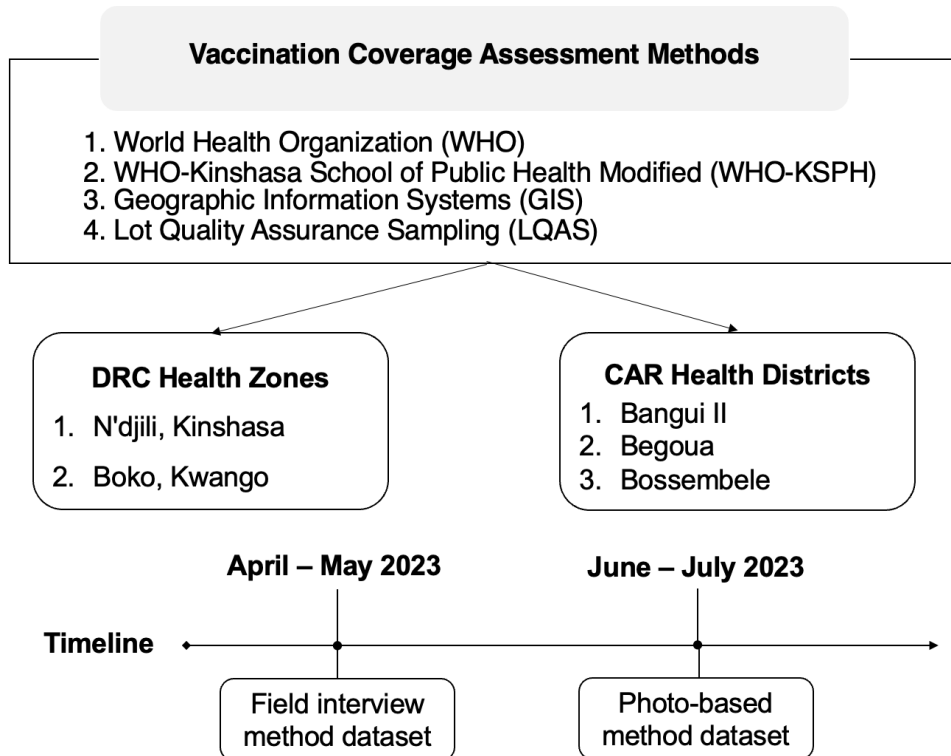 Vaccination Coverage Assessment Methods
1. World Health Organization (WHO)
2. WHO-Kinshasa School of Public Health Modified (WHO-KSPH)
3. Geographic Information Systems (GIS)
4. Lot Quality Assurance Sampling (LQAS)
DRC Health Zones
1. N'djili, Kinshasa
2. Boko, Kwango
CAR Health Districts
1. Bangui II
2. Begoua
3. Bossembele
April – May 2023
June – July 2023
Timeline
Field interview
method dataset
Photo-based
method dataset